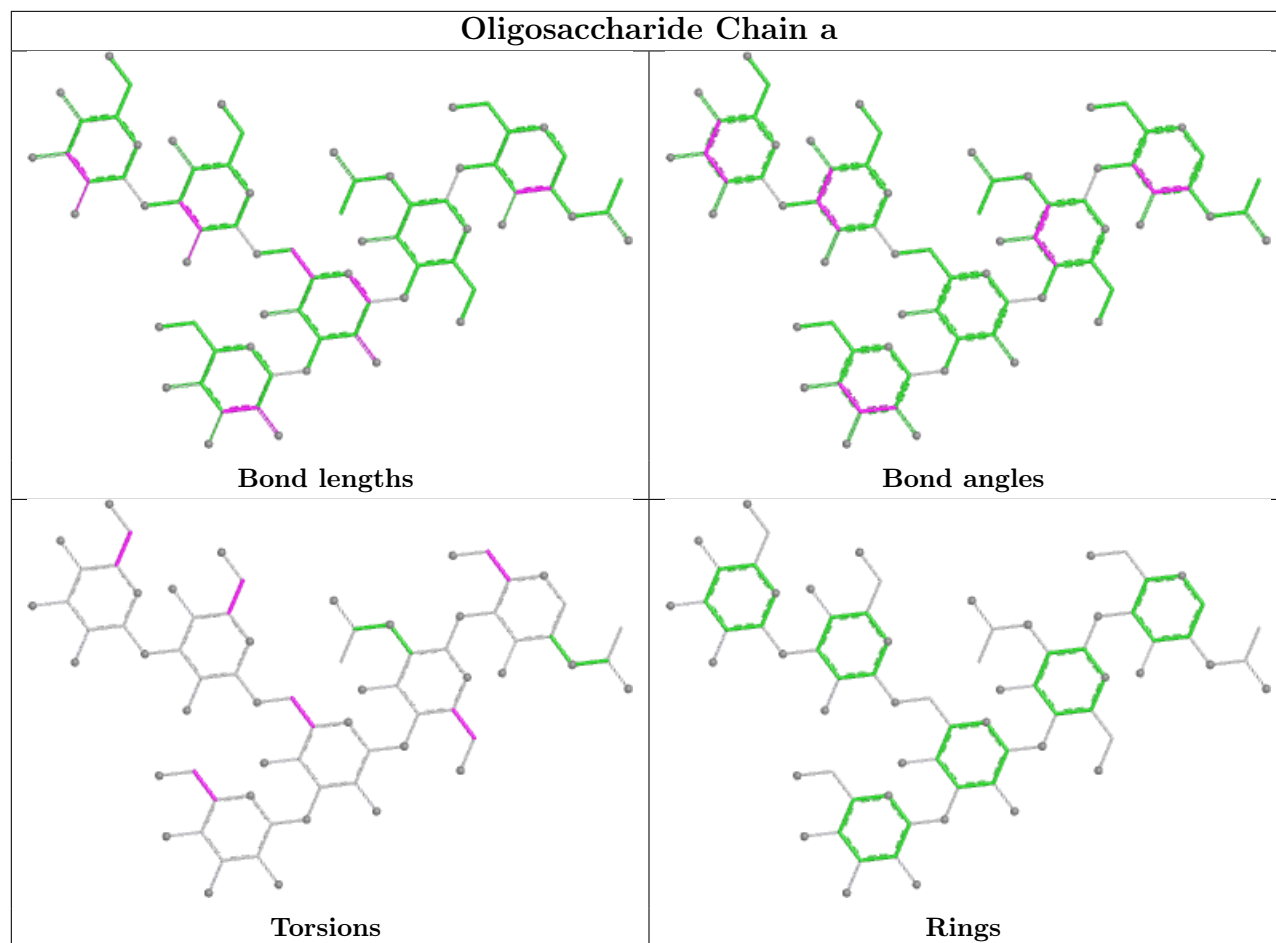 Oligosaccharide Chain a
Bond lengths
Bond angles
Torsions
Rings